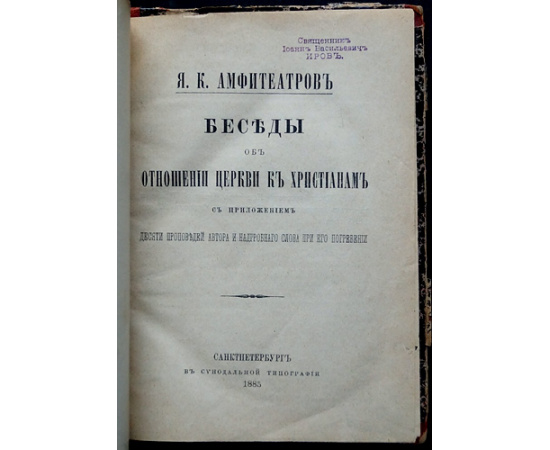 Священникъ
Іоаннъ Васильевичъ
КРОВЪ.
Я. К. АМФИТЕАТРОВЪ
БЕСѢДЫ
ОБЪ
ОТНОШЕНІИ ЦЕРКВИ КЪ ХРИСТІАНАМЪ
СЪ ПРИЛОЖЕНІЕМЪ
ДЕСЯТИ ПРОПОВѢДЕЙ АВТОРА И НАДГРОБНАГО СЛОВА ПРИ ЕГО ПОГРЕБЕНІИ
САНКТПЕТЕРБУРГЪ
ВЪ СУНОДАЛЬНОЙ ТИПОГРАФІИ
1885